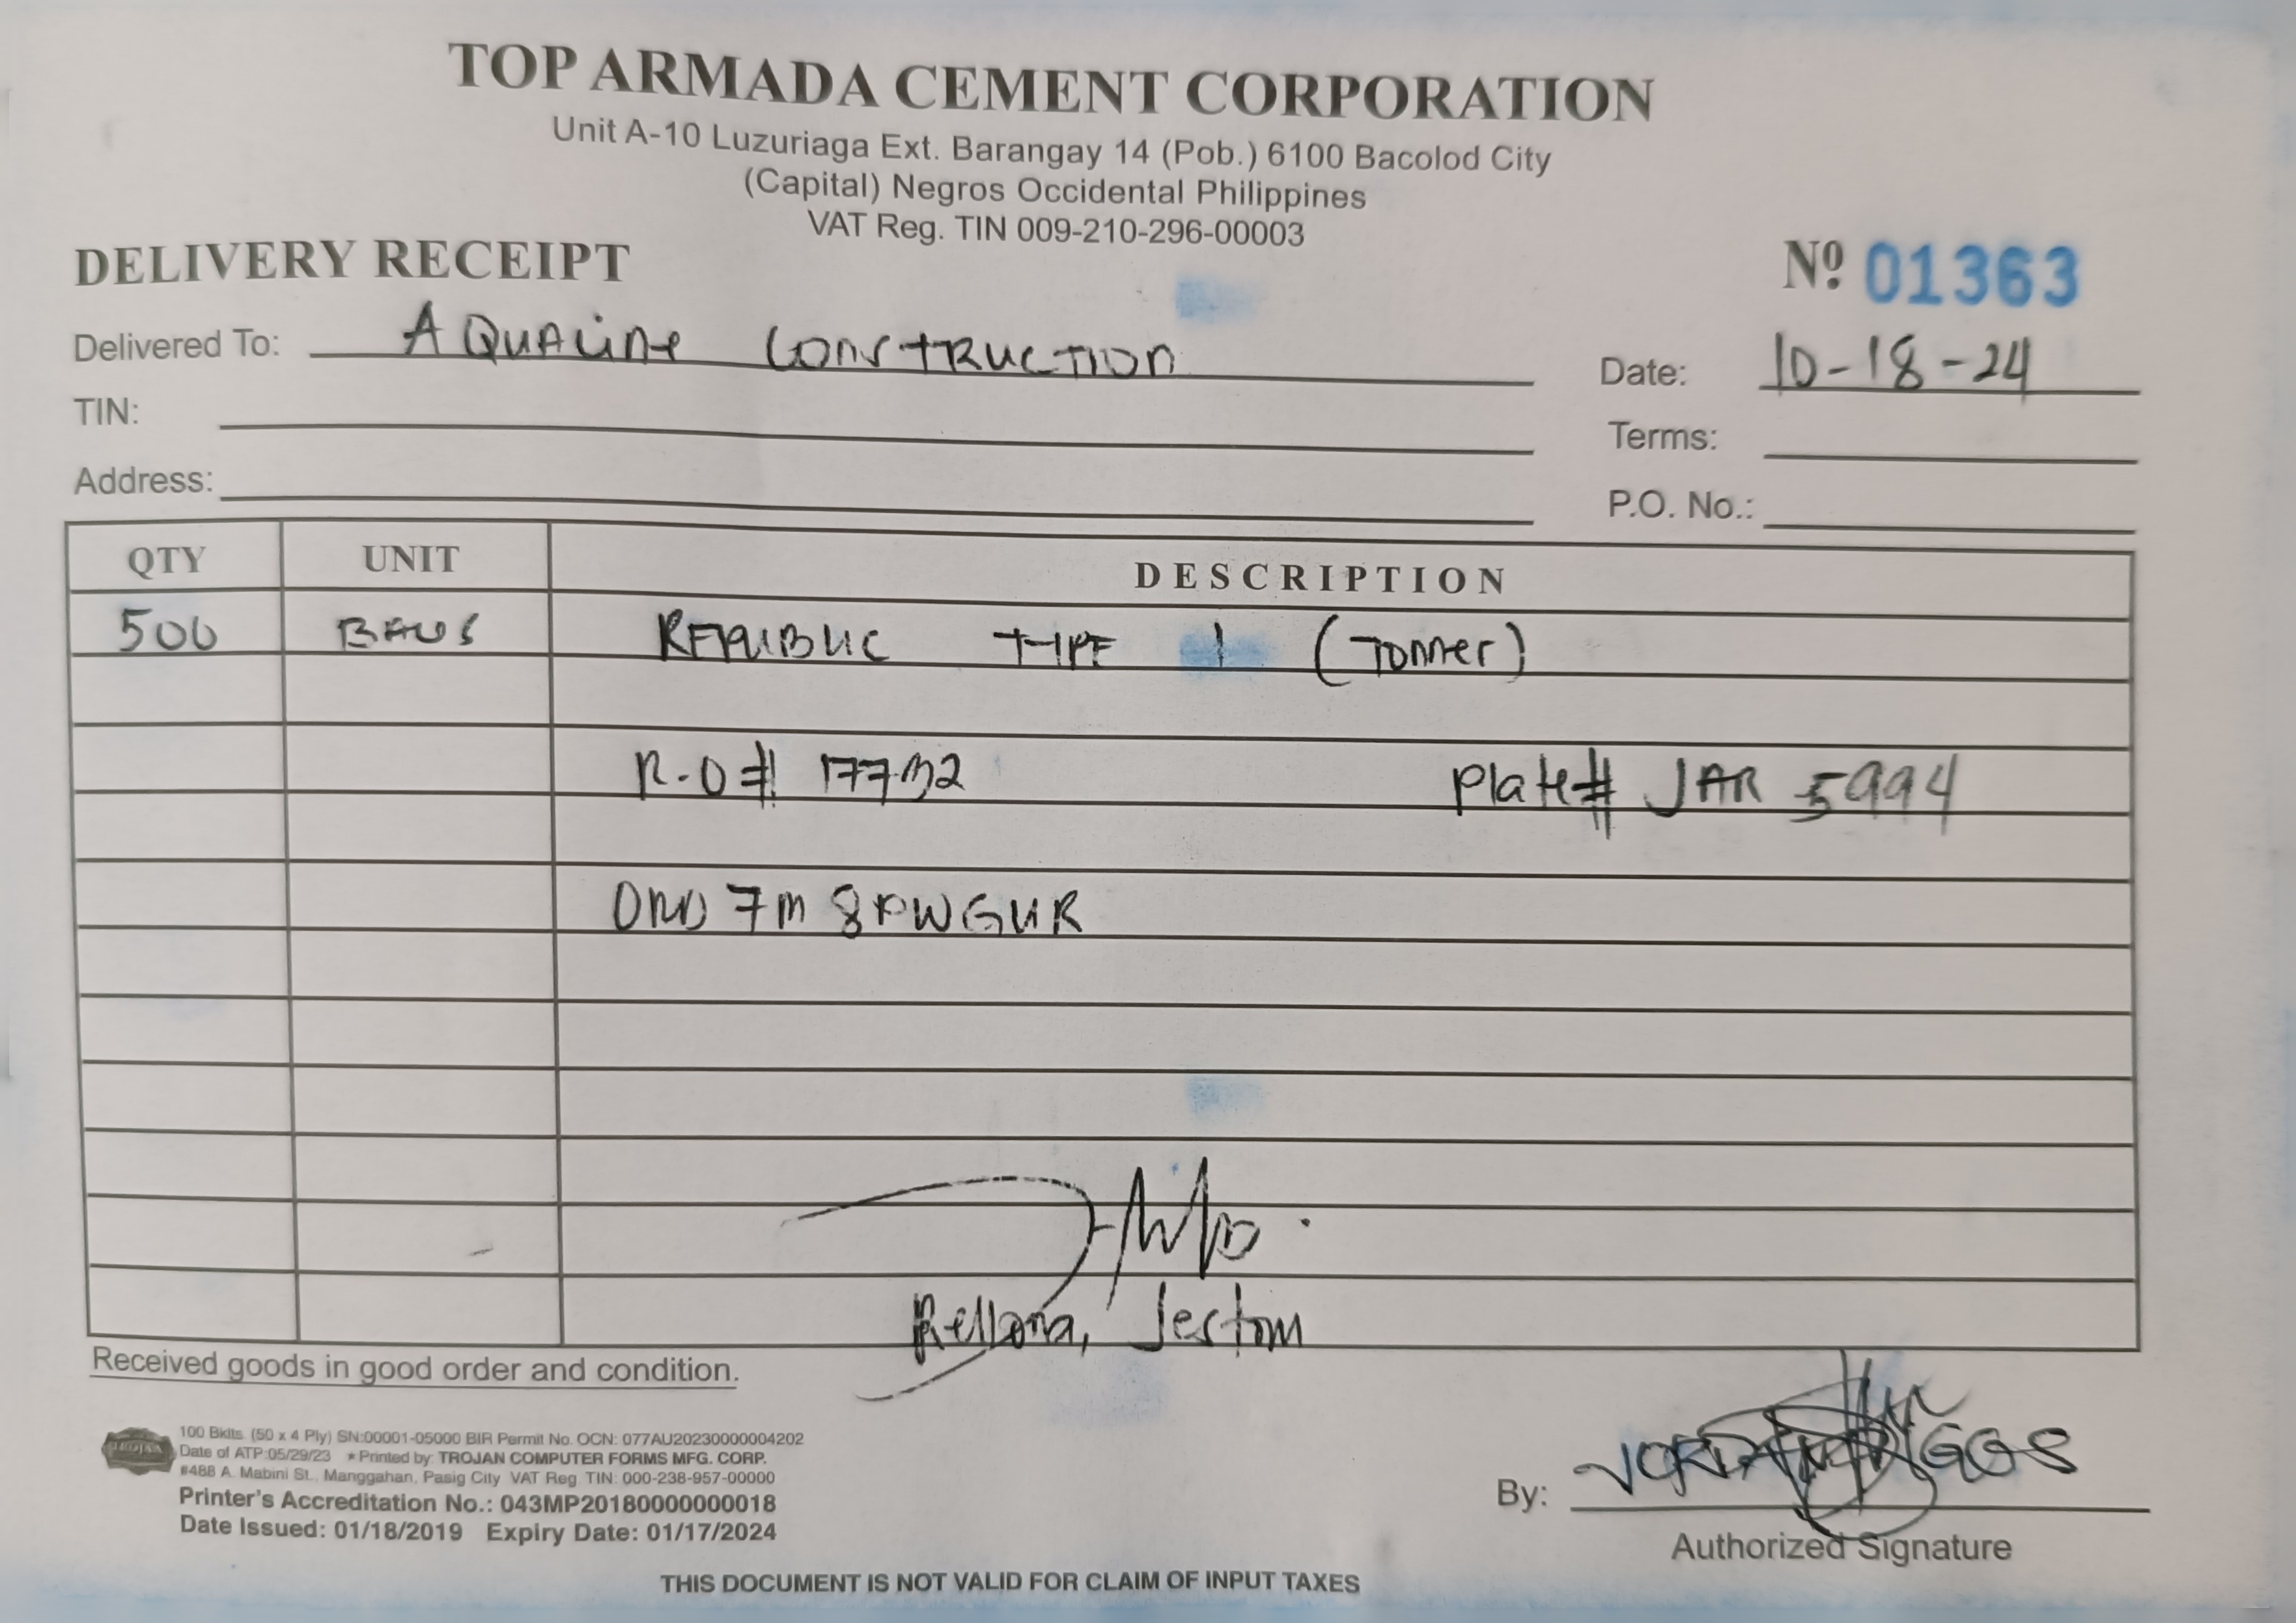 TOP ARMADA CEMENT CORPORATION
Unit A-10 Luzuriaga Ext. Barangay 14 (Pob.) 6100 Bacolod City
(Capital) Negros Occidental Philippines
VAT Reg. TIN 009-210-296-00003
DELIVERY RECEIPT
Nº 01363
Delivered To: AQUALINE CONSTRUCTION
Date: 10-18-24
TIN:
Terms:
Address:
P.O. No.:
QTY UNIT DESCRIPTION
500 BAGS REPUBLIC TYPE 1 (Tonner)
R.O # 17732 Plate# JAR 5994
Rellona, Jestom
Received goods in good order and condition.
TROJAN
100 Bklts. (50 x 4 Ply) SN:00001-05000 BIR Permit No. OCN: 077AU20230000004202
Date of ATP:05/29/23 ★Printed by: TROJAN COMPUTER FORMS MFG. CORP.
#488 A. Mabini St., Manggahan, Pasig City VAT Reg. TIN: 000-238-957-00000
Printer's Accreditation No.: 043MP20180000000018
Date Issued: 01/18/2019 Expiry Date: 01/17/2024
By:
Authorized Signature
THIS DOCUMENT IS NOT VALID FOR CLAIM OF INPUT TAXES